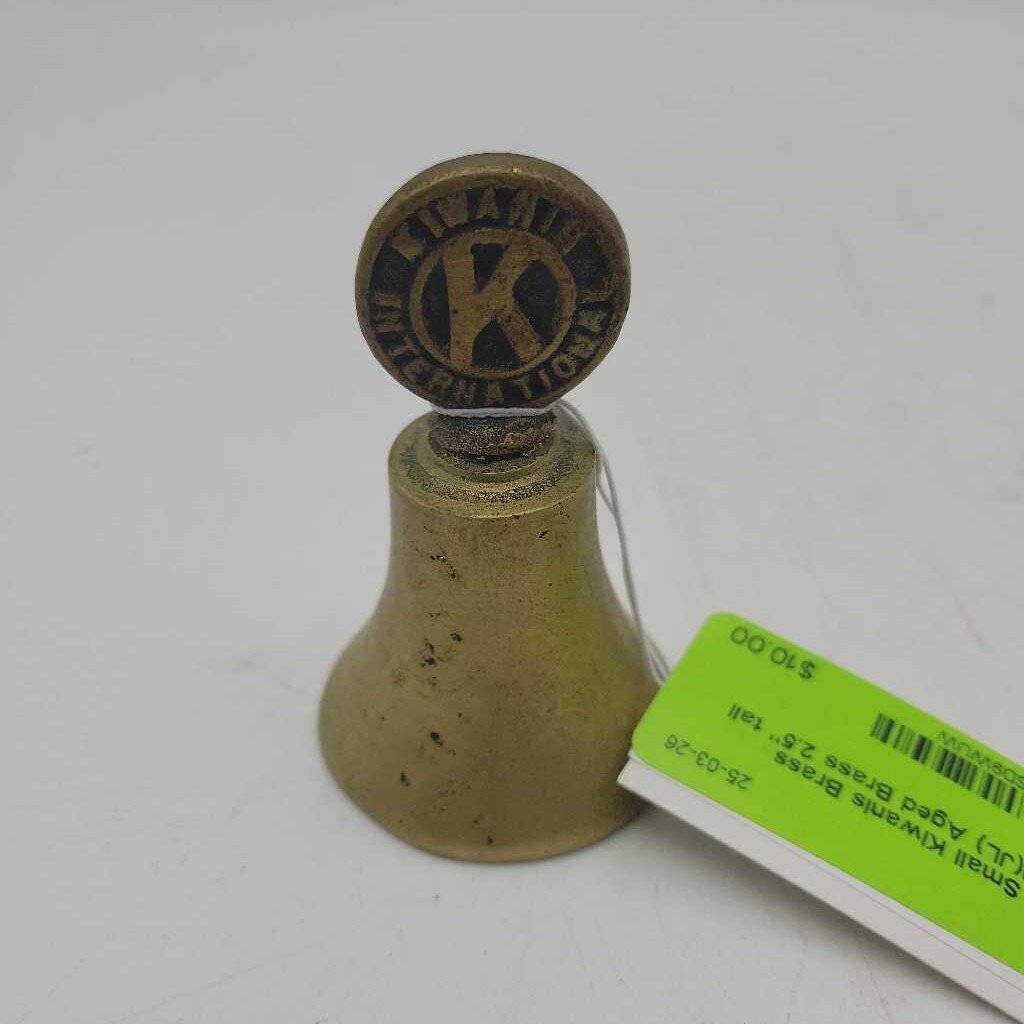 KIWANIS
K
INTERNATIONAL
Small Kiwanis Brass
(JL) Aged Brass 2.5" tall
25-03-26
$10.00